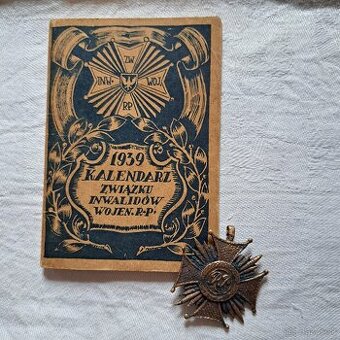 ZW
INW. WOJ.
RP
1939
KALENDARZ
ZWIĄZKU
INWALIDÓW
WOJEN. R.P.